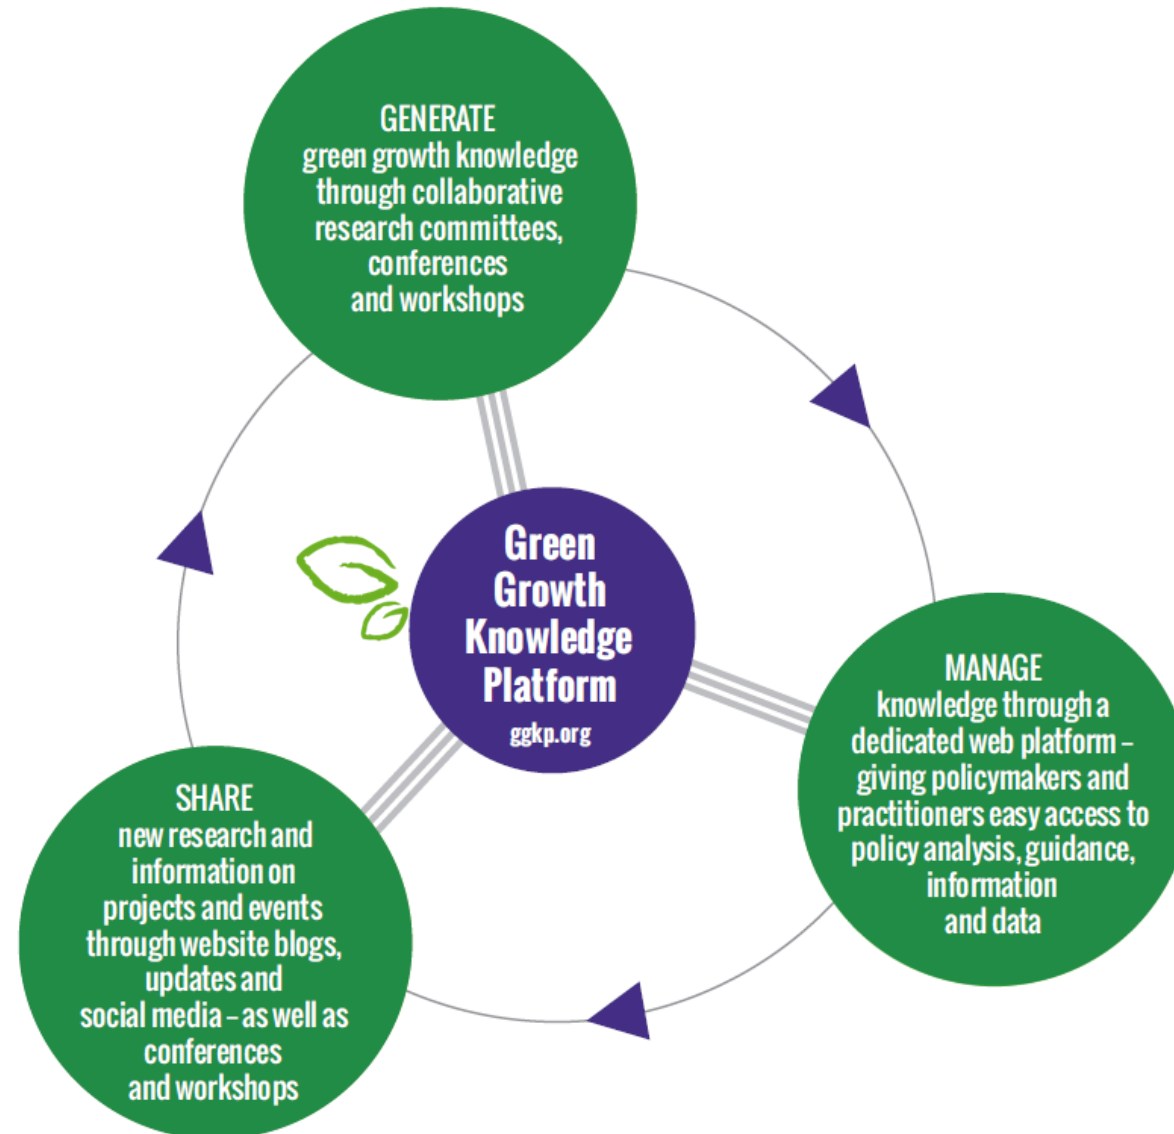 GENERATE
green growth knowledge
through collaborative
research committees,
conferences
and workshops
Green
Growth
Knowledge
Platform
ggkp.org
MANAGE
knowledge through a
dedicated web platform –
giving policymakers and
practitioners easy access to
policy analysis, guidance,
information
and data
SHARE
new research and
information on
projects and events
through website blogs,
updates and
social media – as well as
conferences
and workshops